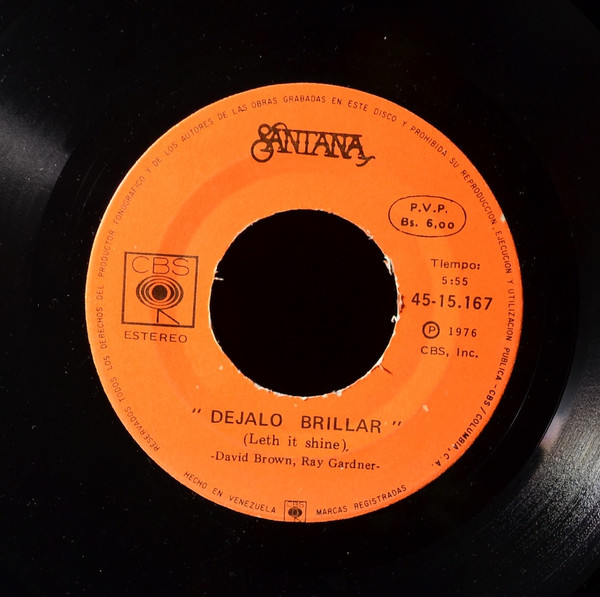 RESERVADOS TODOS LOS DERECHOS DEL PRODUCTOR FONOGRAFICO Y DE LOS AUTORES DE LAS OBRAS GRABADAS EN ESTE DISCO Y PROHIBIDA SU REPRODUCCION, EJECUCION Y UTILIZACION PUBLICA - CBS / COLUMBIA, C. A.
SANTANA
P.V.P.
Bs. 6,00
CBS
ESTEREO
Tiempo:
5:55
45-15.167
Ⓟ 1976
CBS, Inc.
" DEJALO BRILLAR "
(Leth it shine).
-David Brown, Ray Gardner-
HECHO EN VENEZUELA CBS MARCAS REGISTRADAS